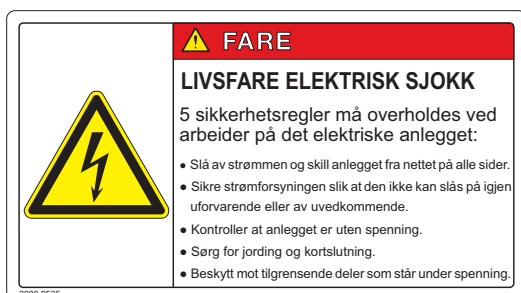 FARE
LIVSFARE ELEKTRISK SJOKK
5 sikkerhetsregler må overholdes ved
arbeider på det elektriske anlegget:
● Slå av strømmen og skill anlegget fra nettet på alle sider.
● Sikre strømforsyningen slik at den ikke kan slås på igjen
uforvarende eller av uvedkommende.
● Kontroller at anlegget er uten spenning.
● Sørg for jording og kortslutning.
● Beskytt mot tilgrensende deler som står under spenning.